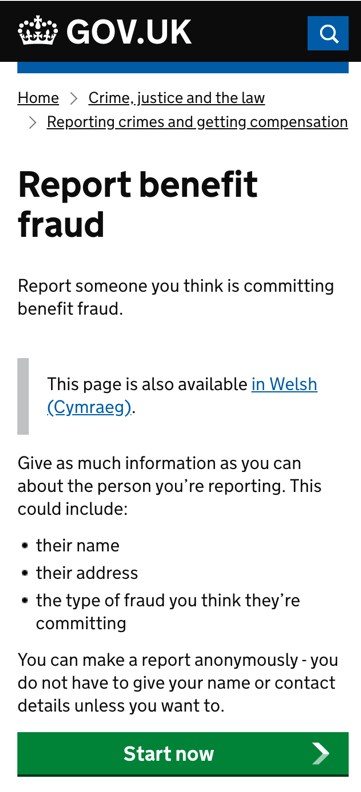 GOV.UK
Home
Crime, justice and the law
Reporting crimes and getting compensation
Report benefit
fraud
Report someone you think is committing
benefit fraud.
This page is also available in Welsh
(Cymraeg).
Give as much information as you can
about the person you’re reporting. This
could include:
• their name
• their address
• the type of fraud you think they’re
committing
You can make a report anonymously - you
do not have to give your name or contact
details unless you want to.
Start now